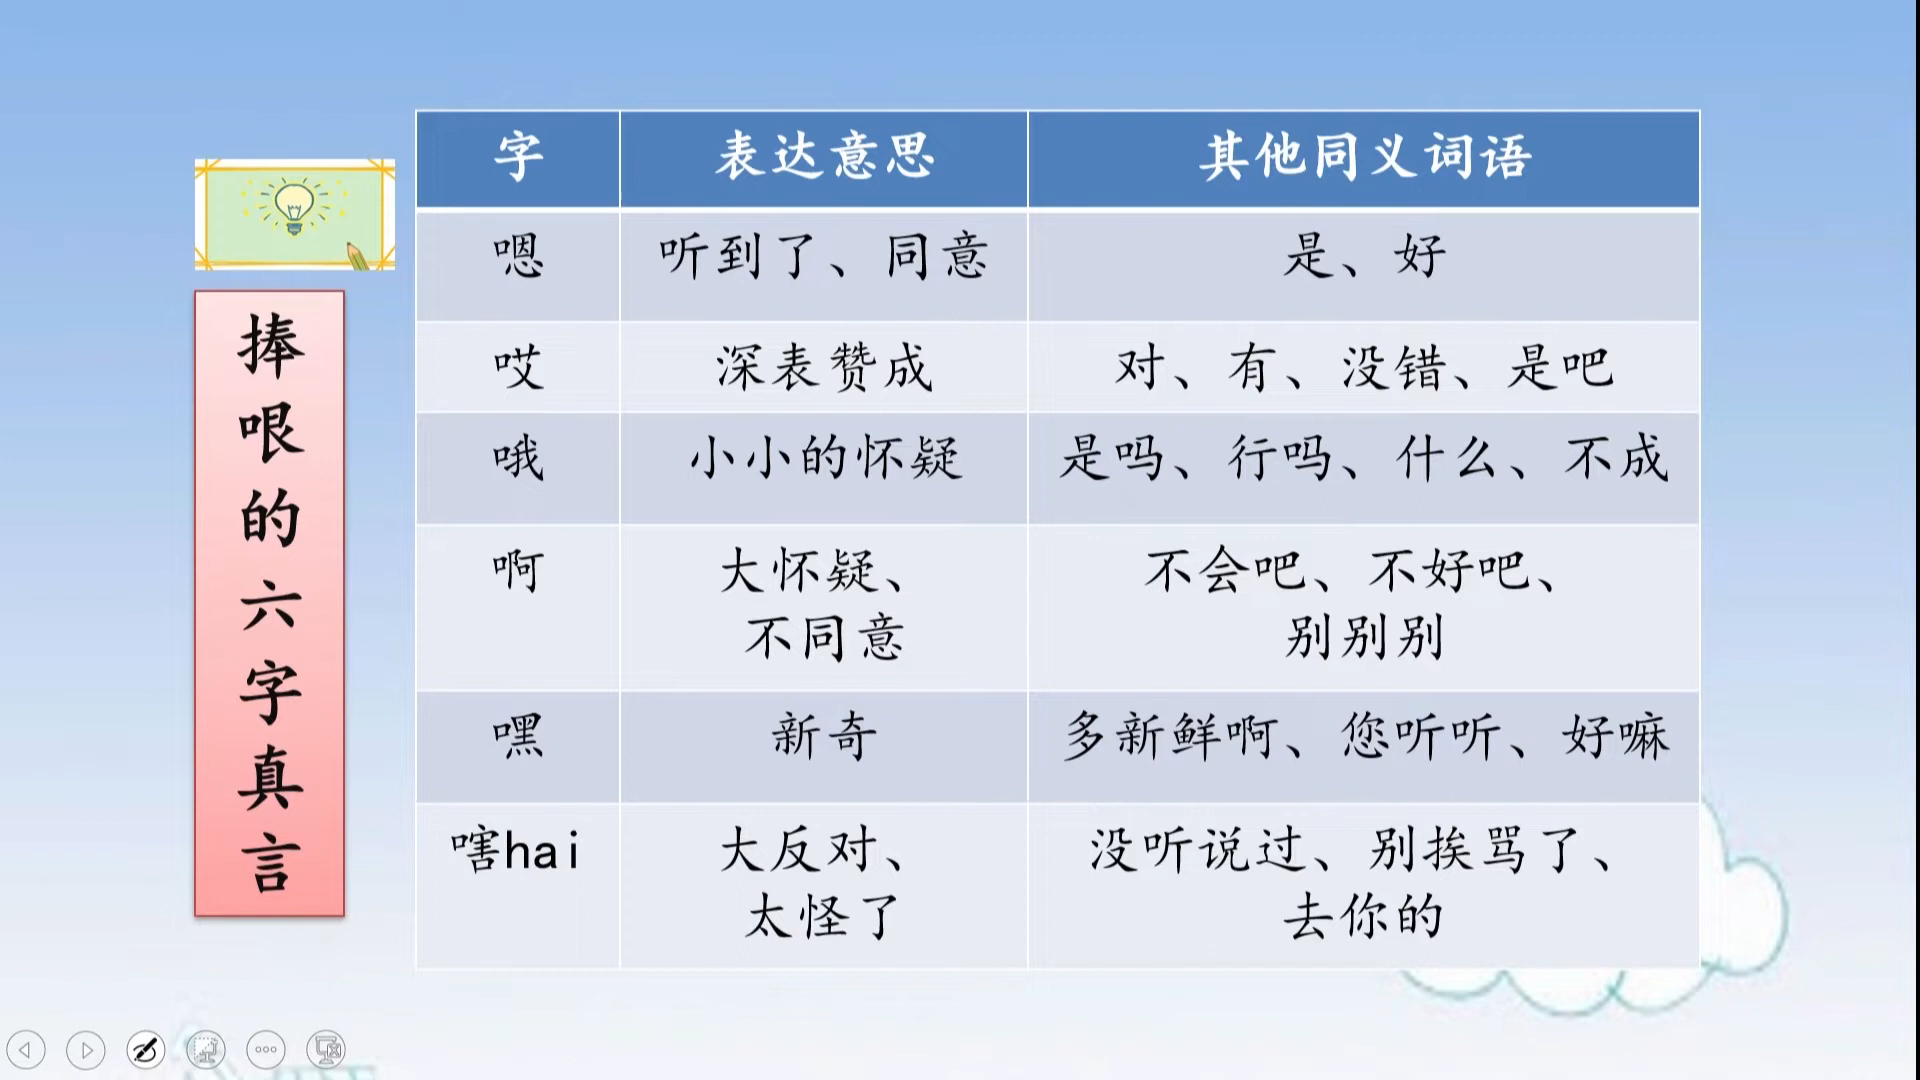 捧哏的六字真言
字 表达意思 其他同义词语
嗯 听到了、同意 是、好
哎 深表赞成 对、有、没错、是吧
哦 小小的怀疑 是吗、行吗、什么、不成
啊 大怀疑、 不会吧、不好吧、
不同意 别别别
嘿 新奇 多新鲜啊、您听听、好嘛
嗐hai 大反对、 没听说过、别挨骂了、
太怪了 去你的